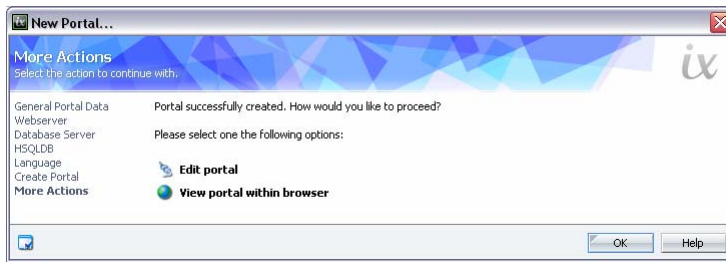 New Portal...
More Actions
Select the action to continue with.
ix
General Portal Data
Webserver
Database Server
HSQLDB
Language
Create Portal
More Actions
Portal successfully created. How would you like to proceed?
Please select one the following options:
Edit portal
View portal within browser
OK
Help